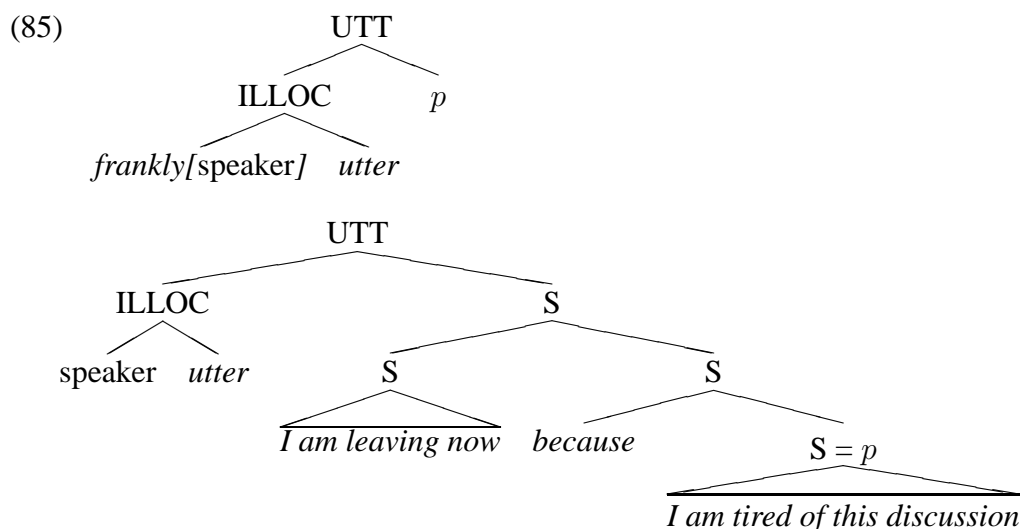 (85) UTT
ILLOC p
frankly[speaker] utter
UTT
ILLOC S
speaker utter S S
I am leaving now because S = p
I am tired of this discussion